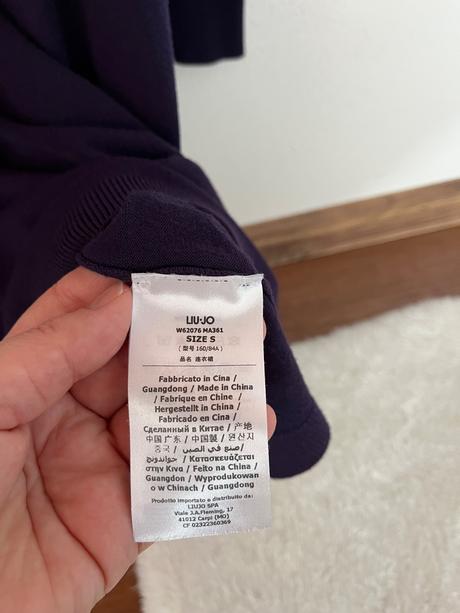 LIU·JO
W62076 MA361
SIZE S
(型号 160/84A)
品名 连衣裙
Fabbricato in Cina /
Guangdong / Made in China
/ Fabrique en Chine /
Hergestellt in China /
Fabricado en Cina /
Сделанный в Китае / 产地
中国广东 / 中国製 / 원산지
중국 / صنع في الصين /
جواندونج / Κατασκευάζεται
στην Κινα / Feito na China /
Guangdon / Wyprodukowan
o w Chinach / Guangdong
Prodotto importato e distribuito da:
LIUJO SPA
Viale J.A.Fleming, 17
41012 Carpi (MO)
CF 02322360369